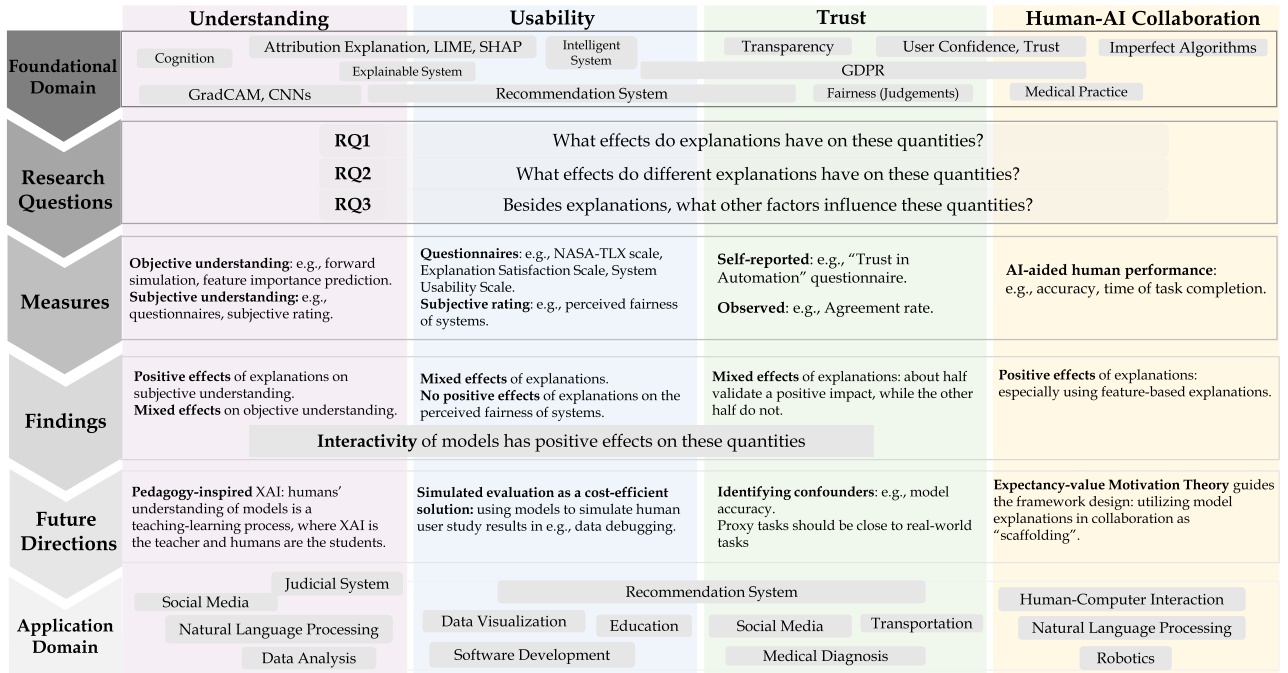 Understanding
Usability
Trust
Human-AI Collaboration
Foundational
Domain
Cognition
Attribution Explanation, LIME, SHAP
Explainable System
Intelligent
System
GradCAM, CNNs
Recommendation System
Transparency
User Confidence, Trust
Imperfect Algorithms
GDPR
Fairness (Judgements)
Medical Practice
Research
Questions
RQ1
What effects do explanations have on these quantities?
RQ2
What effects do different explanations have on these quantities?
RQ3
Besides explanations, what other factors influence these quantities?
Measures
Objective understanding: e.g., forward
simulation, feature importance prediction.
Subjective understanding: e.g.,
questionnaires, subjective rating.
Questionnaires: e.g., NASA-TLX scale,
Explanation Satisfaction Scale, System
Usability Scale.
Subjective rating: e.g., perceived fairness
of systems.
Self-reported: e.g., “Trust in
Automation” questionnaire.
Observed: e.g., Agreement rate.
AI-aided human performance:
e.g., accuracy, time of task completion.
Findings
Positive effects of explanations on
subjective understanding.
Mixed effects on objective understanding.
Mixed effects of explanations.
No positive effects of explanations on the
perceived fairness of systems.
Mixed effects of explanations: about half
validate a positive impact, while the other
half do not.
Positive effects of explanations:
especially using feature-based explanations.
Interactivity of models has positive effects on these quantities
Future
Directions
Pedagogy-inspired XAI: humans’
understanding of models is a
teaching-learning process, where XAI is
the teacher and humans are the students.
Simulated evaluation as a cost-efficient
solution: using models to simulate human
user study results in e.g., data debugging.
Identifying confounders: e.g., model
accuracy.
Proxy tasks should be close to real-world
tasks
Expectancy-value Motivation Theory guides
the framework design: utilizing model
explanations in collaboration as
“scaffolding”.
Application
Domain
Judicial System
Social Media
Natural Language Processing
Data Analysis
Recommendation System
Data Visualization
Education
Software Development
Social Media
Transportation
Medical Diagnosis
Human-Computer Interaction
Natural Language Processing
Robotics